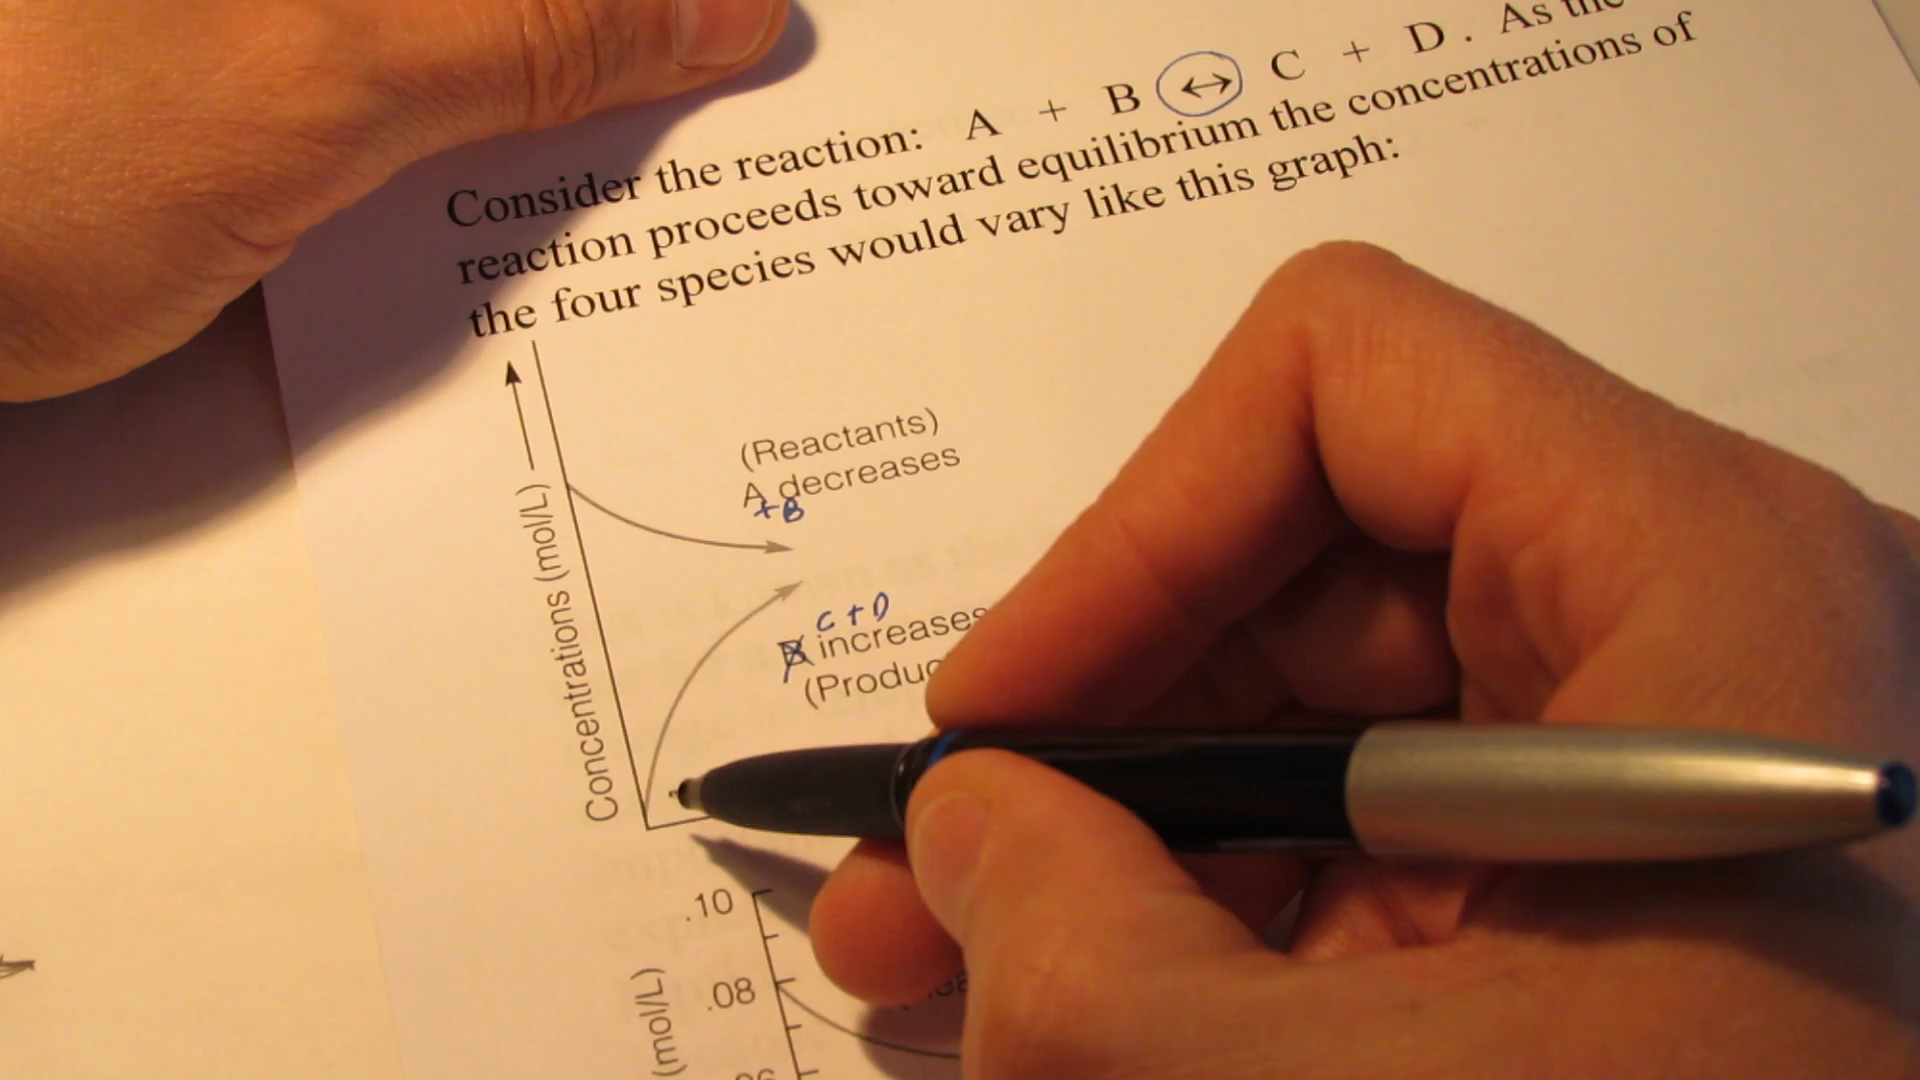 Consider the reaction: A + B ↔ C + D. As the
reaction proceeds toward equilibrium the concentrations of
the four species would vary like this graph:
(Reactants)
A decreases
+B
Concentrations (mol/L)
C + D
increases
.10
.08
(mol/L)